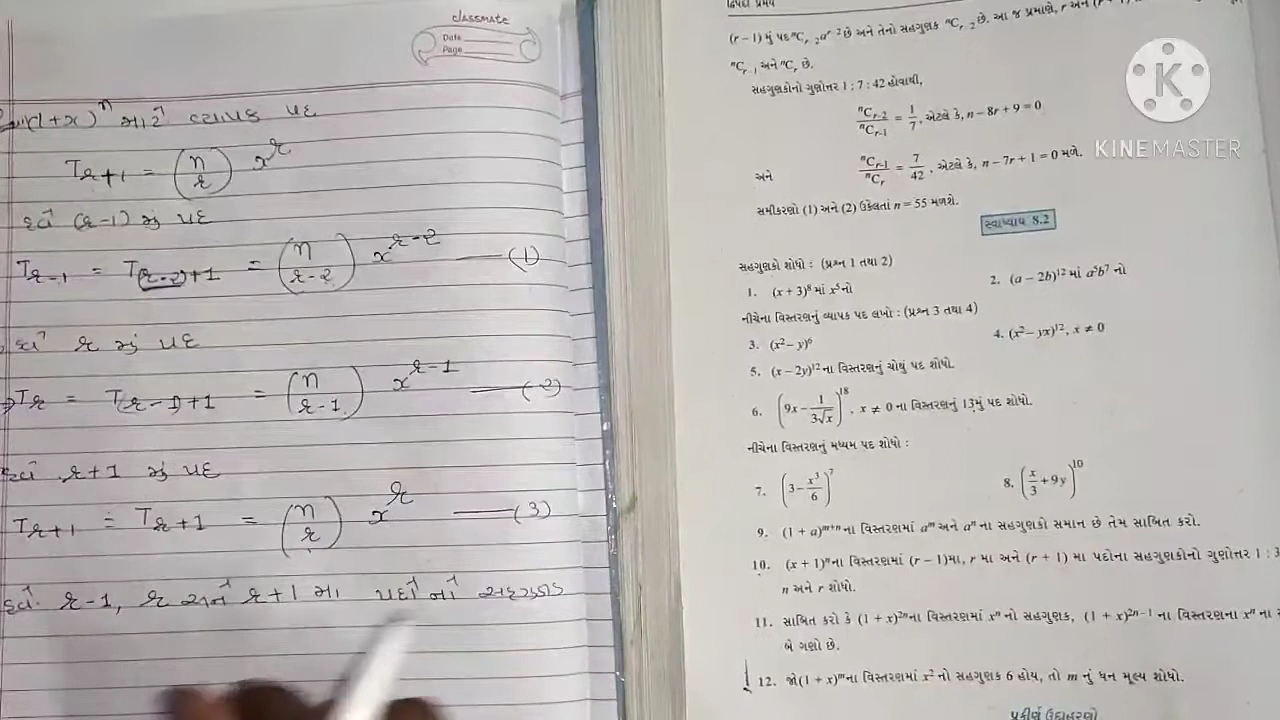 classmate
Date
Page
(1+x)^n માટે વ્યાપક પદ
T_{r+1} = (n r) x^r
હવે (r-1) મું પદ
T_{r-1} = T_{(r-2)+1} = (n r-2) x^{r-2} —(1)
હવે r મું પદ
T_r = T_{(r-1)+1} = (n r-1) x^{r-1} —(2)
હવે r+1 મું પદ
T_{r+1} = T_{r+1} = (n r) x^r —(3)
હવે r-1, r અને r+1 મા પદોનાં સહગુણક
દ્વિપદી પ્રમેય
(r – 1) મું પદ ⁿC_{r-2}a^{r-2} છે અને તેનો સહગુણક ⁿC_{r-2} છે. આ જ પ્રમાણે, r અને
ⁿC_{r-1} અને ⁿC_r છે.
સહગુણકોનો ગુણોત્તર 1 : 7 : 42 હોવાથી,
ⁿC_{r-2}/ⁿC_{r-1} = 1/7, એટલે કે, n – 8r + 9 = 0
અને ⁿC_{r-1}/ⁿC_r = 7/42, એટલે કે, n – 7r + 1 = 0 મળે.
સમીકરણો (1) અને (2) ઉકેલતાં n = 55 મળશે.
સ્વાધ્યાય 8.2
સહગુણકો શોધો : (પ્રશ્ન 1 તથા 2)
1. (x + 3)⁸ માં x⁵નો 2. (a – 2b)¹² માં a⁵b⁷ નો
નીચેના વિસ્તરણનું વ્યાપક પદ લખો : (પ્રશ્ન 3 તથા 4)
3. (x² – y)⁶ 4. (x² – yx)¹², x ≠ 0
5. (x – 2y)¹² ના વિસ્તરણનું ચોથું પદ શોધો.
6. (9x – 1/(3√x))¹⁸, x ≠ 0 ના વિસ્તરણનું 13મું પદ શોધો.
નીચેના વિસ્તરણનું મધ્યમ પદ શોધો :
7. (3 – x³/6)⁷ 8. (x/3 + 9y)¹⁰
9. (1 + a)^{m+n} ના વિસ્તરણમાં a^m અને a^n ના સહગુણકો સમાન છે તેમ સાબિત કરો.
10. (x + 1)^n ના વિસ્તરણમાં (r – 1)મા, r મા અને (r + 1) મા પદોના સહગુણકોનો ગુણોત્તર 1 : 3
n અને r શોધો.
11. સાબિત કરો કે (1 + x)^{2n} ના વિસ્તરણમાં x^n નો સહગુણક, (1 + x)^{2n – 1} ના વિસ્તરણના x^n ના
બે ગણો છે.
12. જો (1 + x)^m ના વિસ્તરણમાં x² નો સહગુણક 6 હોય, તો m નું ધન મૂલ્ય શોધો.
પ્રકીર્ણ ઉદાહરણો
K
KINEMASTER